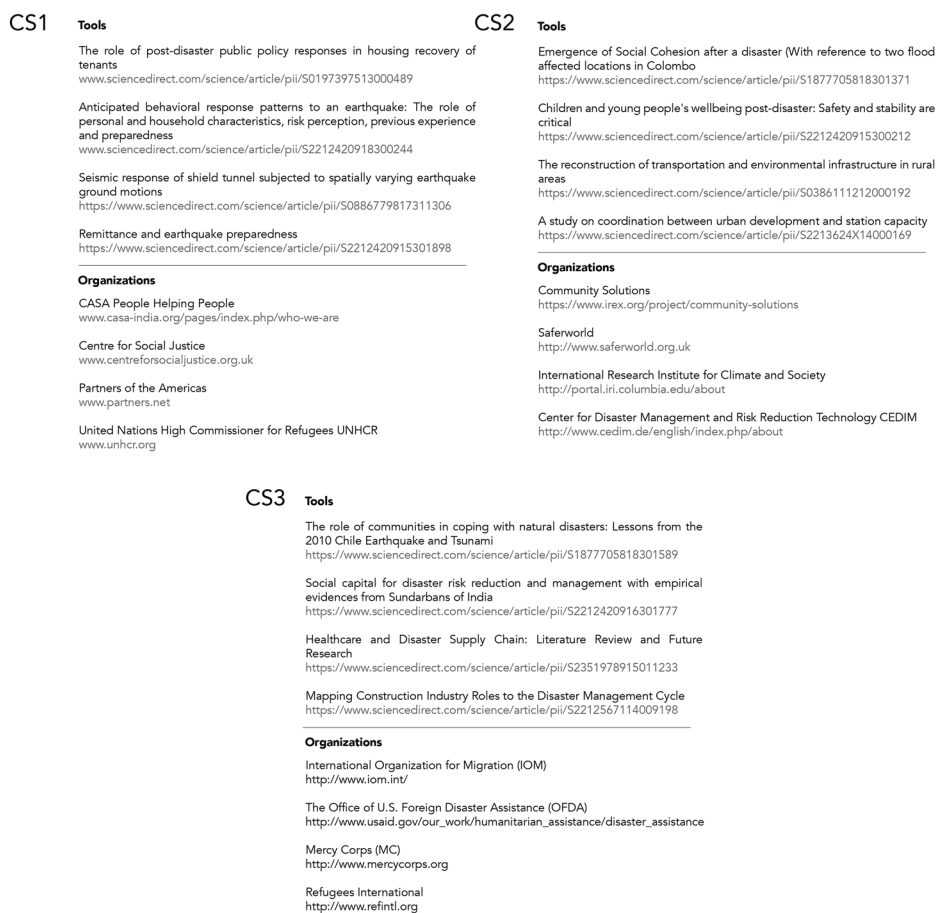 CS1
Tools
The role of post-disaster public policy responses in housing recovery of
tenants
www.sciencedirect.com/science/article/pii/S0197397513000489
Anticipated behavioral response patterns to an earthquake: The role of
personal and household characteristics, risk perception, previous experience
and preparedness
www.sciencedirect.com/science/article/pii/S2212420918300244
Seismic response of shield tunnel subjected to spatially varying earthquake
ground motions
https://www.sciencedirect.com/science/article/pii/S0886779817311306
Remittance and earthquake preparedness
https://www.sciencedirect.com/science/article/pii/S2212420915301898
Organizations
CASA People Helping People
www.casa-india.org/pages/index.php/who-we-are
Centre for Social Justice
www.centreforsocialjustice.org.uk
Partners of the Americas
www.partners.net
United Nations High Commissioner for Refugees UNHCR
www.unhcr.org
CS2
Tools
Emergence of Social Cohesion after a disaster (With reference to two flood
affected locations in Colombo
https://www.sciencedirect.com/science/article/pii/S1877705818301371
Children and young people's wellbeing post-disaster: Safety and stability are
critical
https://www.sciencedirect.com/science/article/pii/S2212420915300212
The reconstruction of transportation and environmental infrastructure in rural
areas
https://www.sciencedirect.com/science/article/pii/S0386111212000192
A study on coordination between urban development and station capacity
https://www.sciencedirect.com/science/article/pii/S2213624X14000169
Organizations
Community Solutions
https://www.irex.org/project/community-solutions
Saferworld
http://www.saferworld.org.uk
International Research Institute for Climate and Society
http://portal.iri.columbia.edu/about
Center for Disaster Management and Risk Reduction Technology CEDIM
http://www.cedim.de/english/index.php/about
CS3
Tools
The role of communities in coping with natural disasters: Lessons from the
2010 Chile Earthquake and Tsunami
https://www.sciencedirect.com/science/article/pii/S1877705818301589
Social capital for disaster risk reduction and management with empirical
evidences from Sundarbans of India
https://www.sciencedirect.com/science/article/pii/S2212420916301777
Healthcare and Disaster Supply Chain: Literature Review and Future
Research
https://www.sciencedirect.com/science/article/pii/S2351978915011233
Mapping Construction Industry Roles to the Disaster Management Cycle
https://www.sciencedirect.com/science/article/pii/S2212567114009198
Organizations
International Organization for Migration (IOM)
http://www.iom.int/
The Office of U.S. Foreign Disaster Assistance (OFDA)
http://www.usaid.gov/our_work/humanitarian_assistance/disaster_assistance
Mercy Corps (MC)
http://www.mercycorps.org
Refugees International
http://www.refintl.org